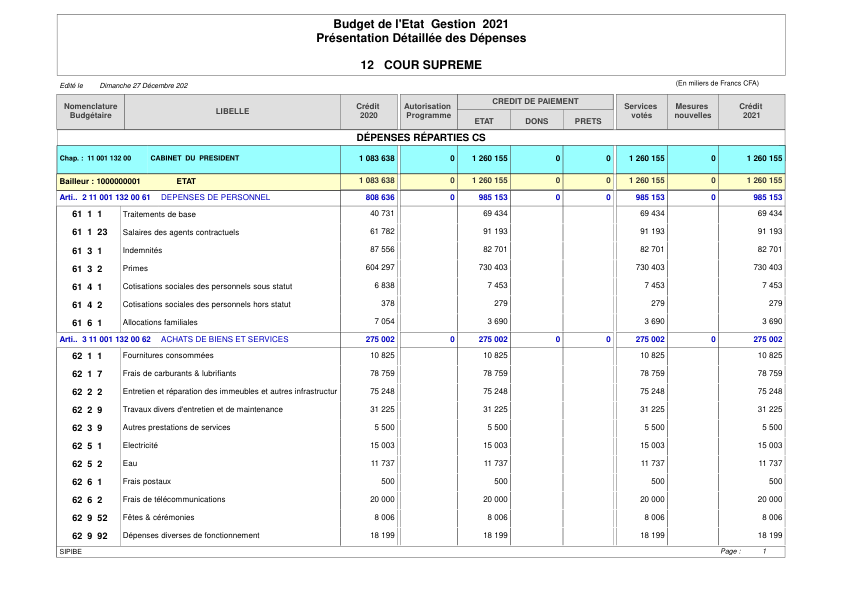 Budget de l'Etat  Gestion  2021
Présentation Détaillée des Dépenses
12   COUR SUPREME
Edité le   Dimanche 27 Décembre 202
(En miliers de Francs CFA)
Nomenclature Budgétaire   LIBELLE   Crédit 2020   Autorisation Programme   CREDIT DE PAIEMENT   ETAT   DONS   PRETS   Services votés   Mesures nouvelles   Crédit 2021
DÉPENSES RÉPARTIES CS
Chap. :  11 001 132 00   CABINET  DU  PRESIDENT   1 083 638   0   1 260 155   0   0   1 260 155   0   1 260 155
Bailleur : 1000000001   ETAT   1 083 638   0   1 260 155   0   0   1 260 155   0   1 260 155
Arti..  2 11 001 132 00 61   DEPENSES DE PERSONNEL   808 636   0   985 153   0   0   985 153   0   985 153
61  1  1   Traitements de base   40 731   69 434   69 434   69 434
61  1  23   Salaires des agents contractuels   61 782   91 193   91 193   91 193
61  3  1   Indemnités   87 556   82 701   82 701   82 701
61  3  2   Primes   604 297   730 403   730 403   730 403
61  4  1   Cotisations sociales des personnels sous statut   6 838   7 453   7 453   7 453
61  4  2   Cotisations sociales des personnels hors statut   378   279   279   279
61  6  1   Allocations familiales   7 054   3 690   3 690   3 690
Arti..  3 11 001 132 00 62   ACHATS DE BIENS ET SERVICES   275 002   0   275 002   0   0   275 002   0   275 002
62  1  1   Fournitures consommées   10 825   10 825   10 825   10 825
62  1  7   Frais de carburants & lubrifiants   78 759   78 759   78 759   78 759
62  2  2   Entretien et réparation des immeubles et autres infrastructur   75 248   75 248   75 248   75 248
62  2  9   Travaux divers d'entretien et de maintenance   31 225   31 225   31 225   31 225
62  3  9   Autres prestations de services   5 500   5 500   5 500   5 500
62  5  1   Electricité   15 003   15 003   15 003   15 003
62  5  2   Eau   11 737   11 737   11 737   11 737
62  6  1   Frais postaux   500   500   500   500
62  6  2   Frais de télécommunications   20 000   20 000   20 000   20 000
62  9  52   Fêtes & cérémonies   8 006   8 006   8 006   8 006
62  9  92   Dépenses diverses de fonctionnement   18 199   18 199   18 199   18 199
SIPIBE   Page :   1